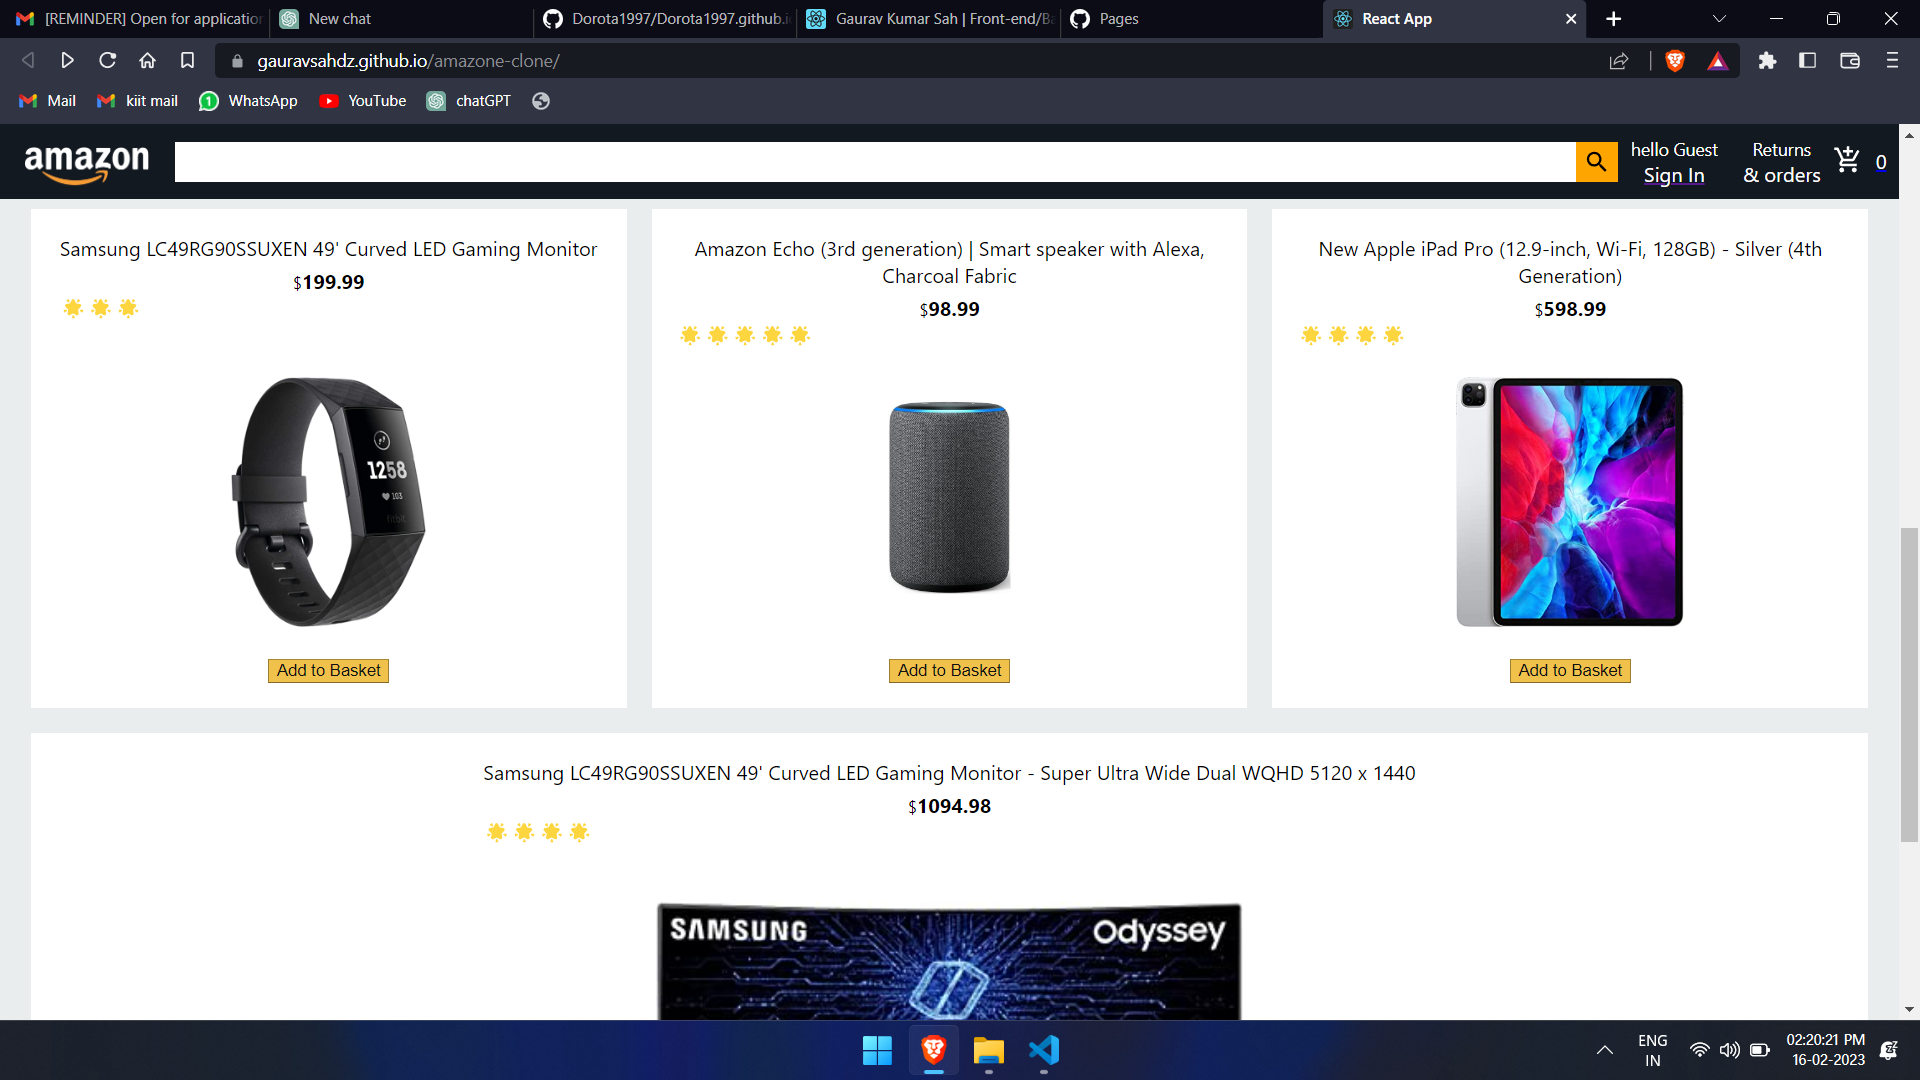 [REMINDER] Open for application
New chat
Dorota1997/Dorota1997.github.i
Gaurav Kumar Sah | Front-end/Ba
Pages
React App
gauravsahdz.github.io/amazone-clone/
Mail
kiit mail
1
WhatsApp
YouTube
chatGPT
amazon
hello Guest
Sign In
Returns
& orders
0
Samsung LC49RG90SSUXEN 49' Curved LED Gaming Monitor
$199.99
1258
103
fitbit
Add to Basket
Amazon Echo (3rd generation) | Smart speaker with Alexa,
Charcoal Fabric
$98.99
Add to Basket
New Apple iPad Pro (12.9-inch, Wi-Fi, 128GB) - Silver (4th
Generation)
$598.99
Add to Basket
Samsung LC49RG90SSUXEN 49' Curved LED Gaming Monitor - Super Ultra Wide Dual WQHD 5120 x 1440
$1094.98
SAMSUNG
Odyssey
ENG
IN
02:20:21 PM
16-02-2023